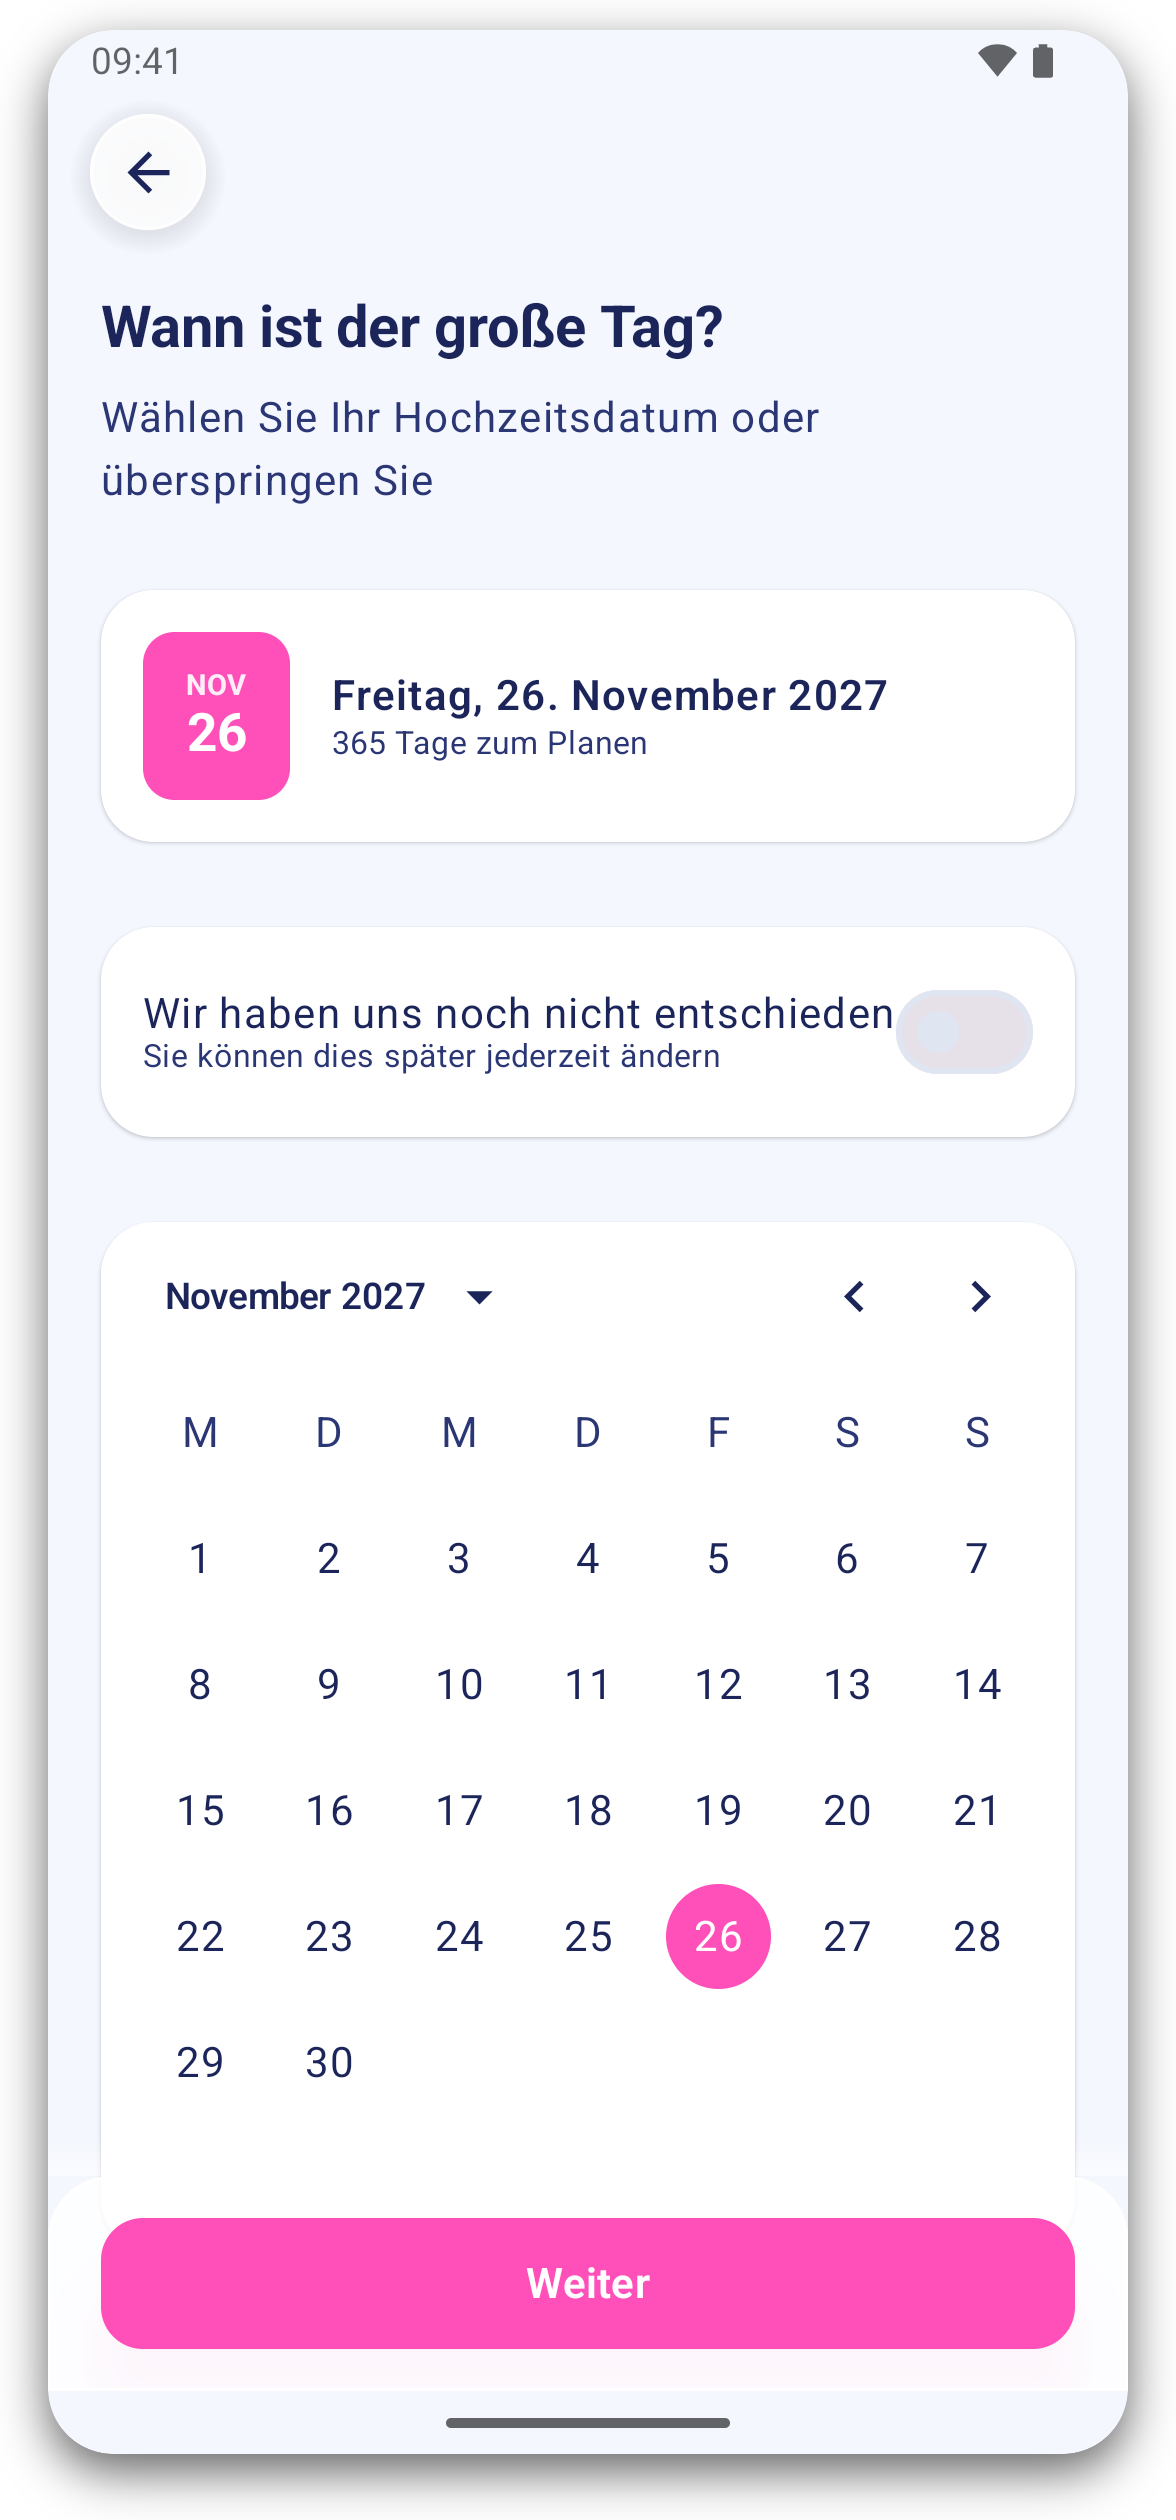 09:41
Wann ist der große Tag?
Wählen Sie Ihr Hochzeitsdatum oder
überspringen Sie
NOV
26
Freitag, 26. November 2027
365 Tage zum Planen
Wir haben uns noch nicht entschieden
Sie können dies später jederzeit ändern
November 2027
M D M D F S S
1 2 3 4 5 6 7
8 9 10 11 12 13 14
15 16 17 18 19 20 21
22 23 24 25 26 27 28
29 30
Weiter